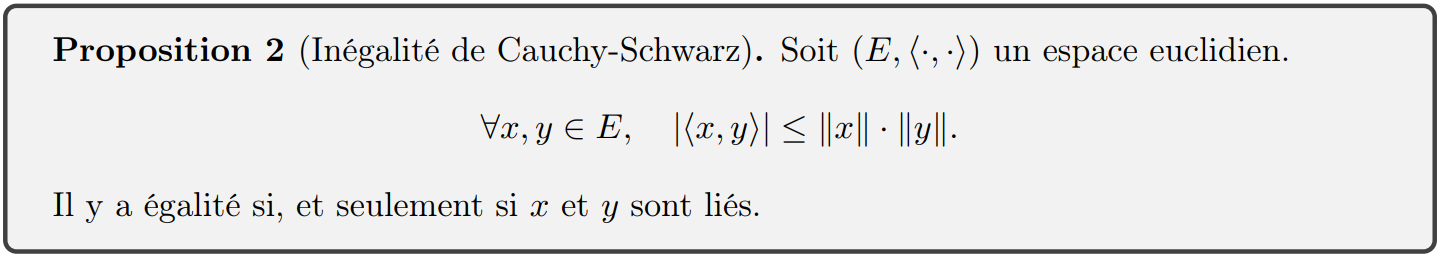 Proposition 2 (Inégalité de Cauchy-Schwarz). Soit (E, ⟨·, ·⟩) un espace euclidien.
∀x, y ∈ E, |⟨x, y⟩| ≤ ‖x‖ · ‖y‖.
Il y a égalité si, et seulement si x et y sont liés.